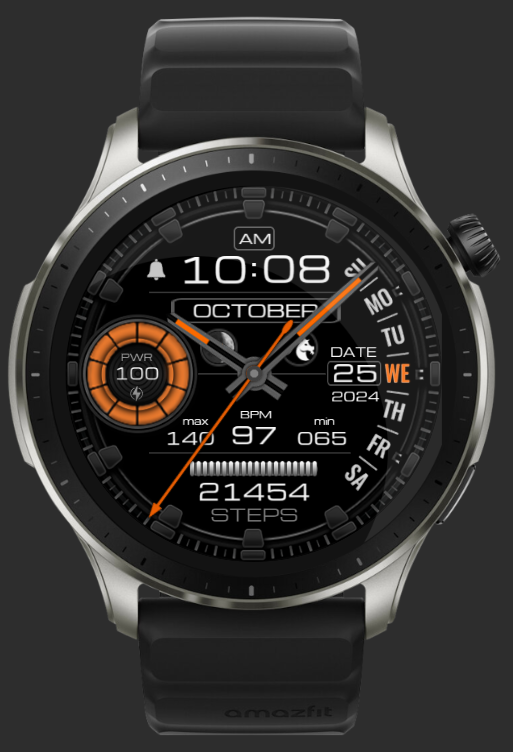 AM
10:08
OCTOBER
SU
MO
TU
WE
TH
FR
SA
PWR
100
DATE
25
2024
max
140
BPM
97
min
065
21454
STEPS
amazfit